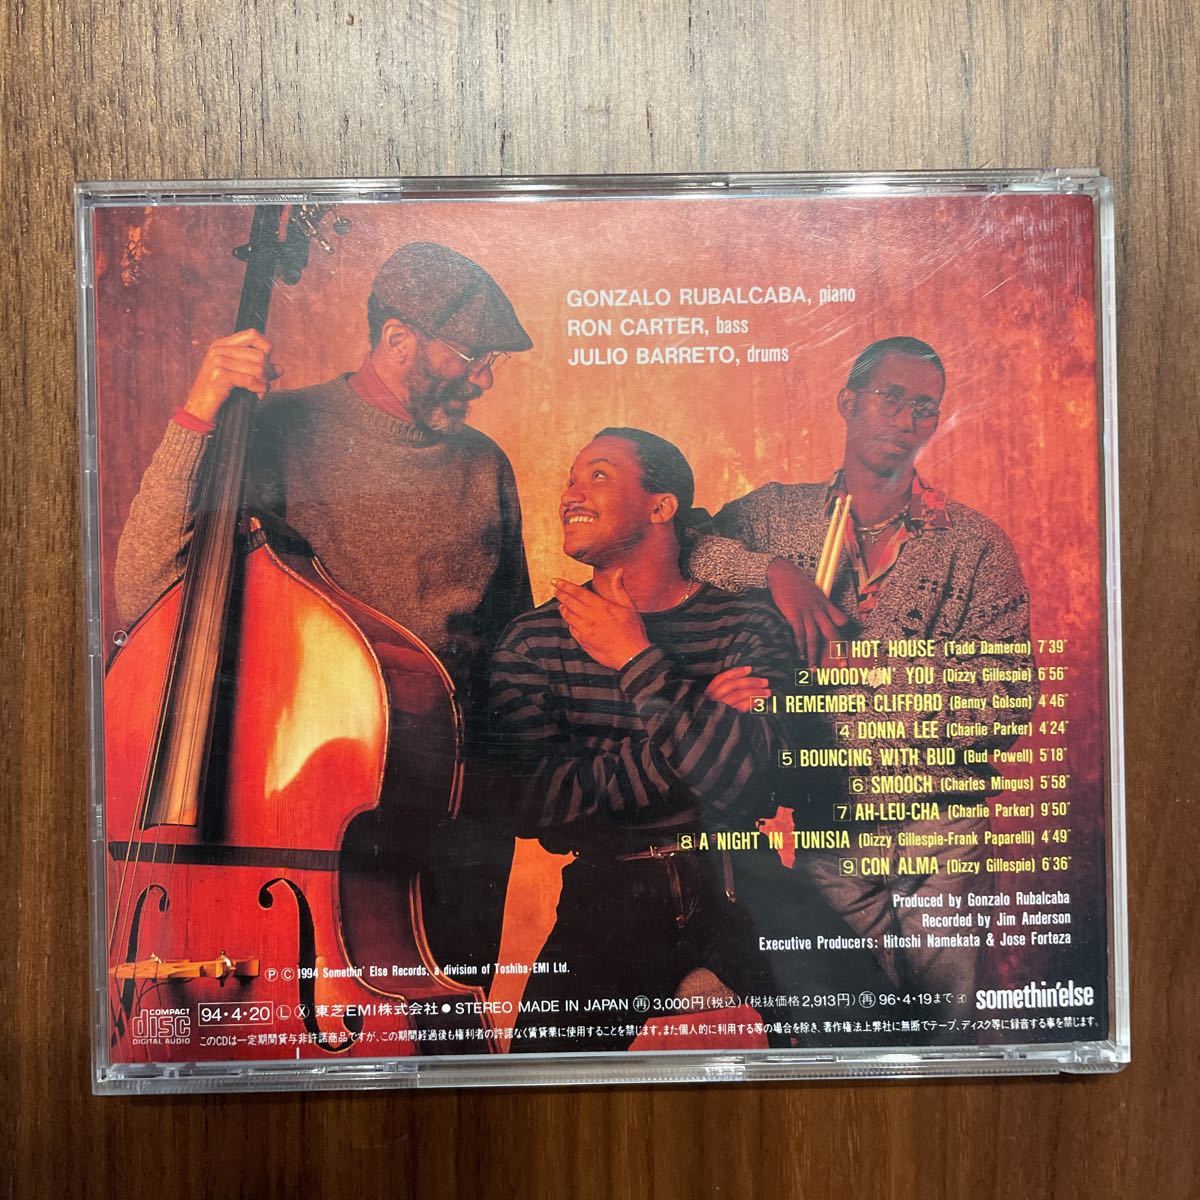 GONZALO RUBALCABA, piano
RON CARTER, bass
JULIO BARRETO, drums
1 HOT HOUSE (Tadd Dameron) 7'39"
2 WOODY 'N' YOU (Dizzy Gillespie) 6'56"
3 I REMEMBER CLIFFORD (Benny Golson) 4'46"
4 DONNA LEE (Charlie Parker) 4'24"
5 BOUNCING WITH BUD (Bud Powell) 5'18"
6 SMOOCH (Charles Mingus) 5'58"
7 AH-LEU-CHA (Charlie Parker) 9'50"
8 A NIGHT IN TUNISIA (Dizzy Gillespie-Frank Paparelli) 4'49"
9 CON ALMA (Dizzy Gillespie) 6'36"
Produced by Gonzalo Rubalcaba
Recorded by Jim Anderson
Executive Producers: Hitoshi Namekata & Jose Forteza
Ⓟ Ⓒ 1994 Somethin' Else Records, a division of Toshiba-EMI Ltd.
COMPACT disc DIGITAL AUDIO
94・4・20 Ⓛ Ⓧ 東芝EMI株式会社 ● STEREO MADE IN JAPAN ㊢ 3,000円(税込)(税抜価格2,913円) ㊢ 96・4・19まで イ somethin'else
このCDは一定期間貸与非許諾商品ですが、この期間経過後も権利者の許諾なく賃貸業に使用することを禁じます。また個人的に利用する等の場合を除き、著作権法上弊社に無断でテープ、ディスク等に録音する事を禁じます。